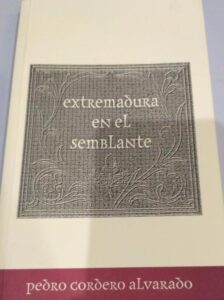 extremadura
en el
semblante
pedro cordero alvarado